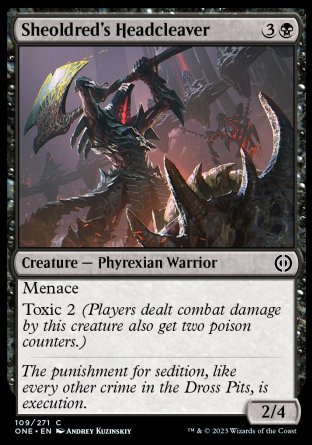 Sheoldred's Headcleaver 3
Creature — Phyrexian Warrior
Menace
Toxic 2 (Players dealt combat damage
by this creature also get two poison
counters.)
The punishment for sedition, like
every other crime in the Dross Pits, is
execution.
2/4
109/271 C
ONE • EN Andrey Kuzinskiy
™ & © 2023 Wizards of the Coast